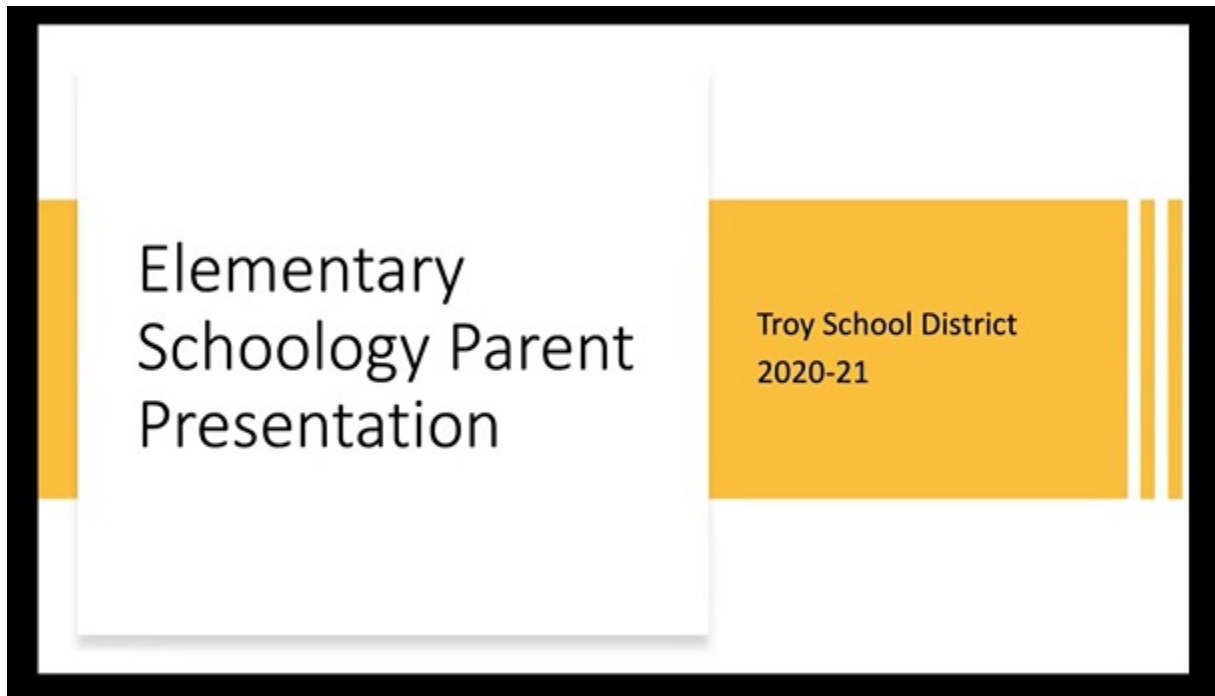 Elementary
Schoology Parent
Presentation
Troy School District
2020-21